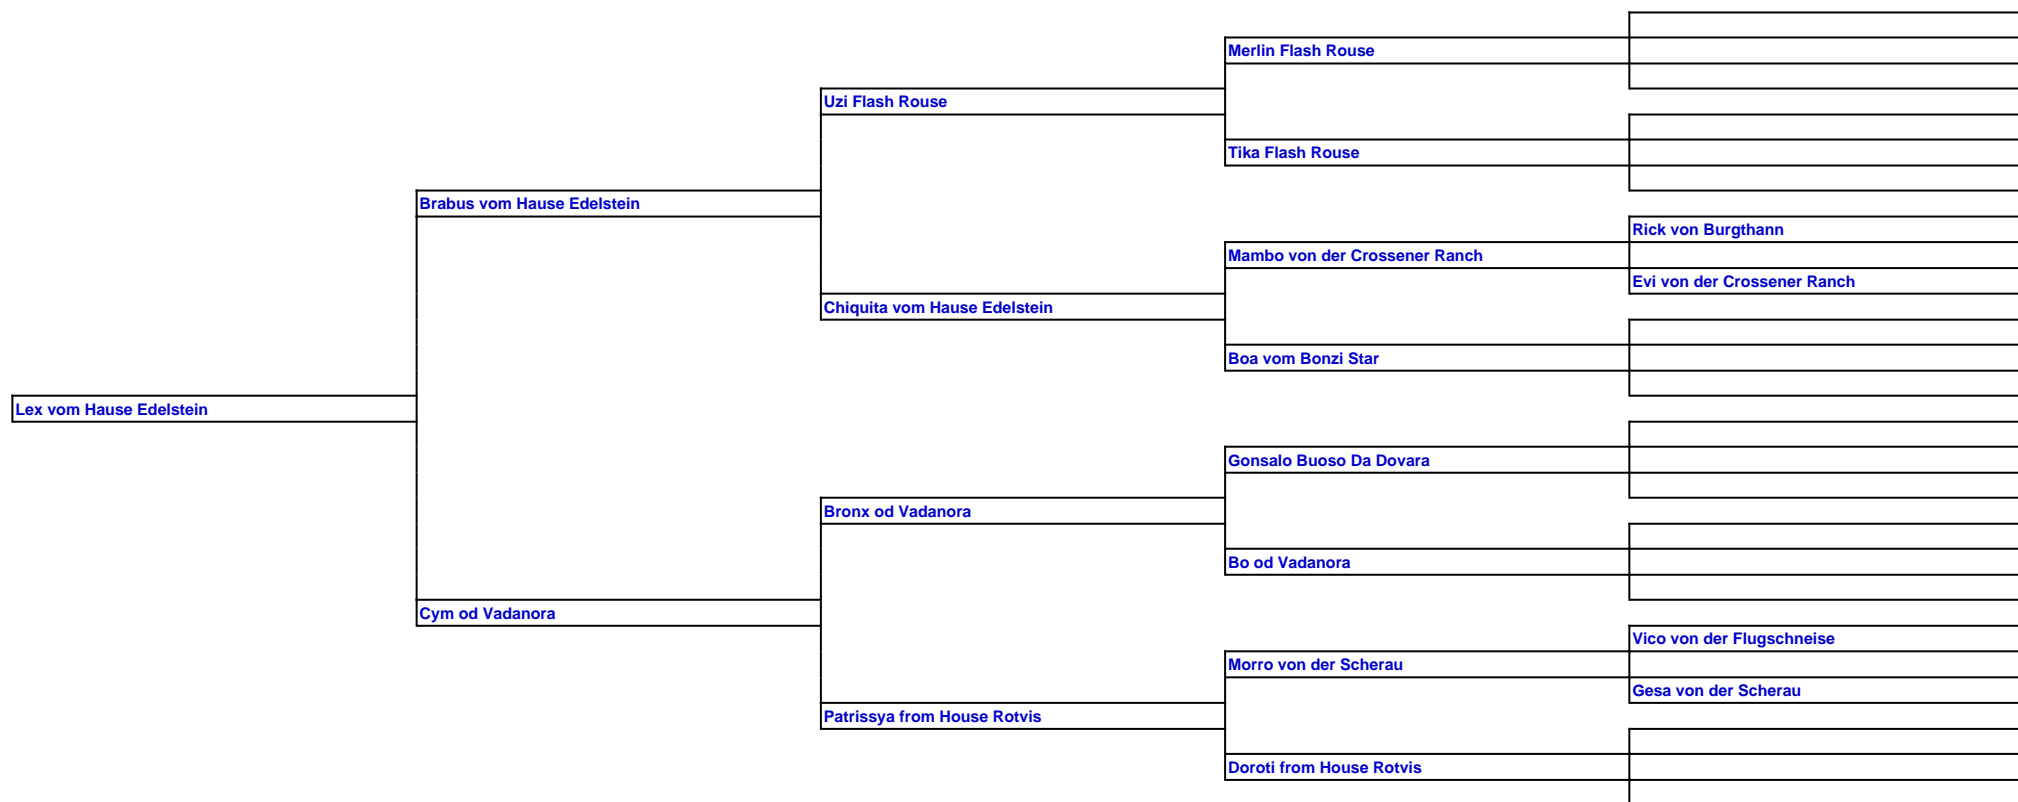 Merlin Flash Rouse
Uzi Flash Rouse
Tika Flash Rouse
Brabus vom Hause Edelstein
Rick von Burgthann
Mambo von der Crossener Ranch
Evi von der Crossener Ranch
Chiquita vom Hause Edelstein
Boa vom Bonzi Star
Lex vom Hause Edelstein
Gonsalo Buoso Da Dovara
Bronx od Vadanora
Bo od Vadanora
Cym od Vadanora
Vico von der Flugschneise
Morro von der Scherau
Gesa von der Scherau
Patrissya from House Rotvis
Doroti from House Rotvis